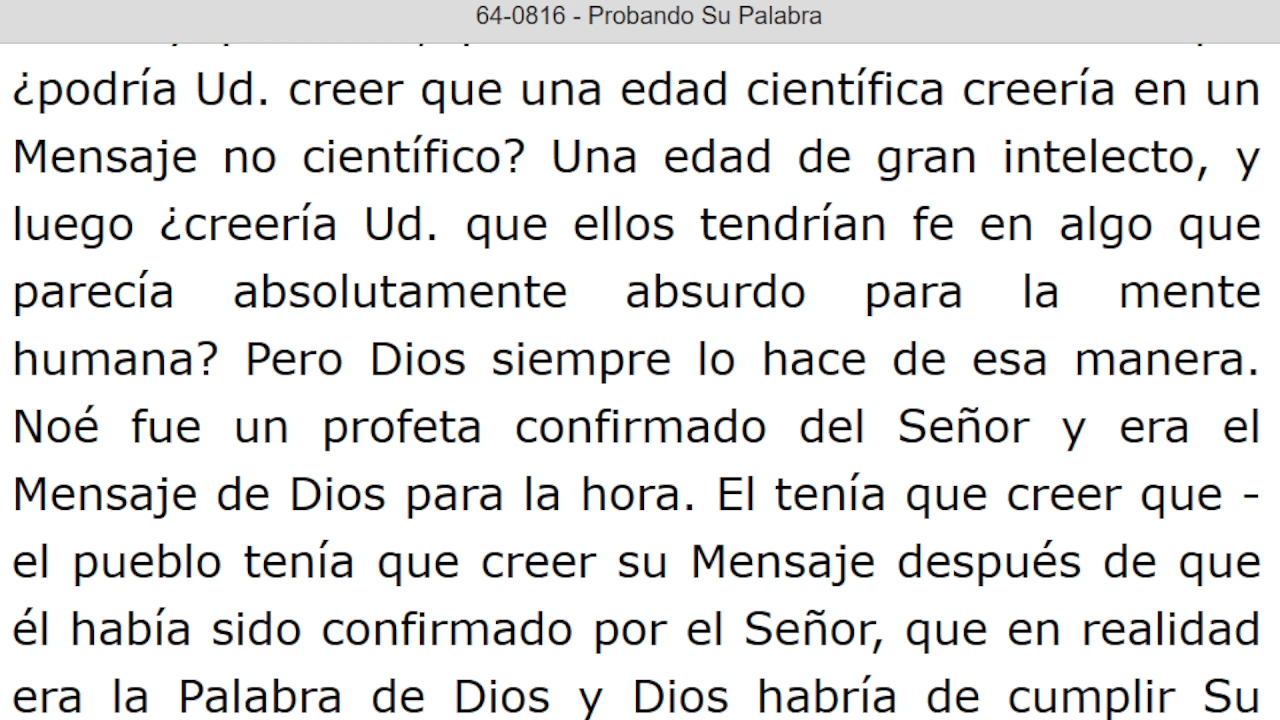 64-0816 - Probando Su Palabra
¿podría Ud. creer que una edad científica creería en un
Mensaje no científico? Una edad de gran intelecto, y
luego ¿creería Ud. que ellos tendrían fe en algo que
parecía absolutamente absurdo para la mente
humana? Pero Dios siempre lo hace de esa manera.
Noé fue un profeta confirmado del Señor y era el
Mensaje de Dios para la hora. El tenía que creer que -
el pueblo tenía que creer su Mensaje después de que
él había sido confirmado por el Señor, que en realidad
era la Palabra de Dios y Dios habría de cumplir Su